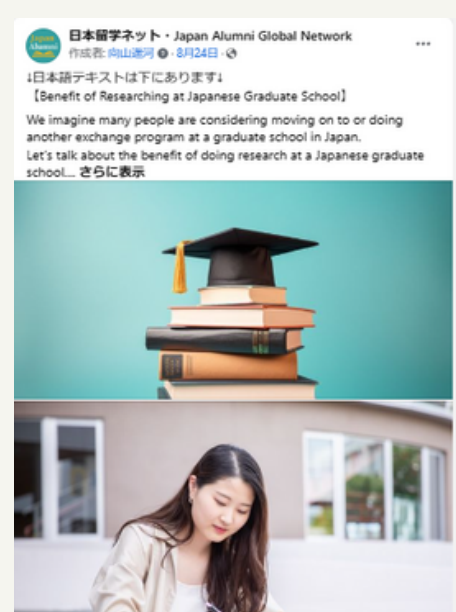 日本留学ネット・Japan Alumni Global Network
作成者: 向山遥河 · 8月24日 ·
↓日本語テキストは下にあります↓
【Benefit of Researching at Japanese Graduate School】
We imagine many people are considering moving on to or doing
another exchange program at a graduate school in Japan.
Let's talk about the benefit of doing research at a Japanese graduate
school... さらに表示
Japan
Alumni